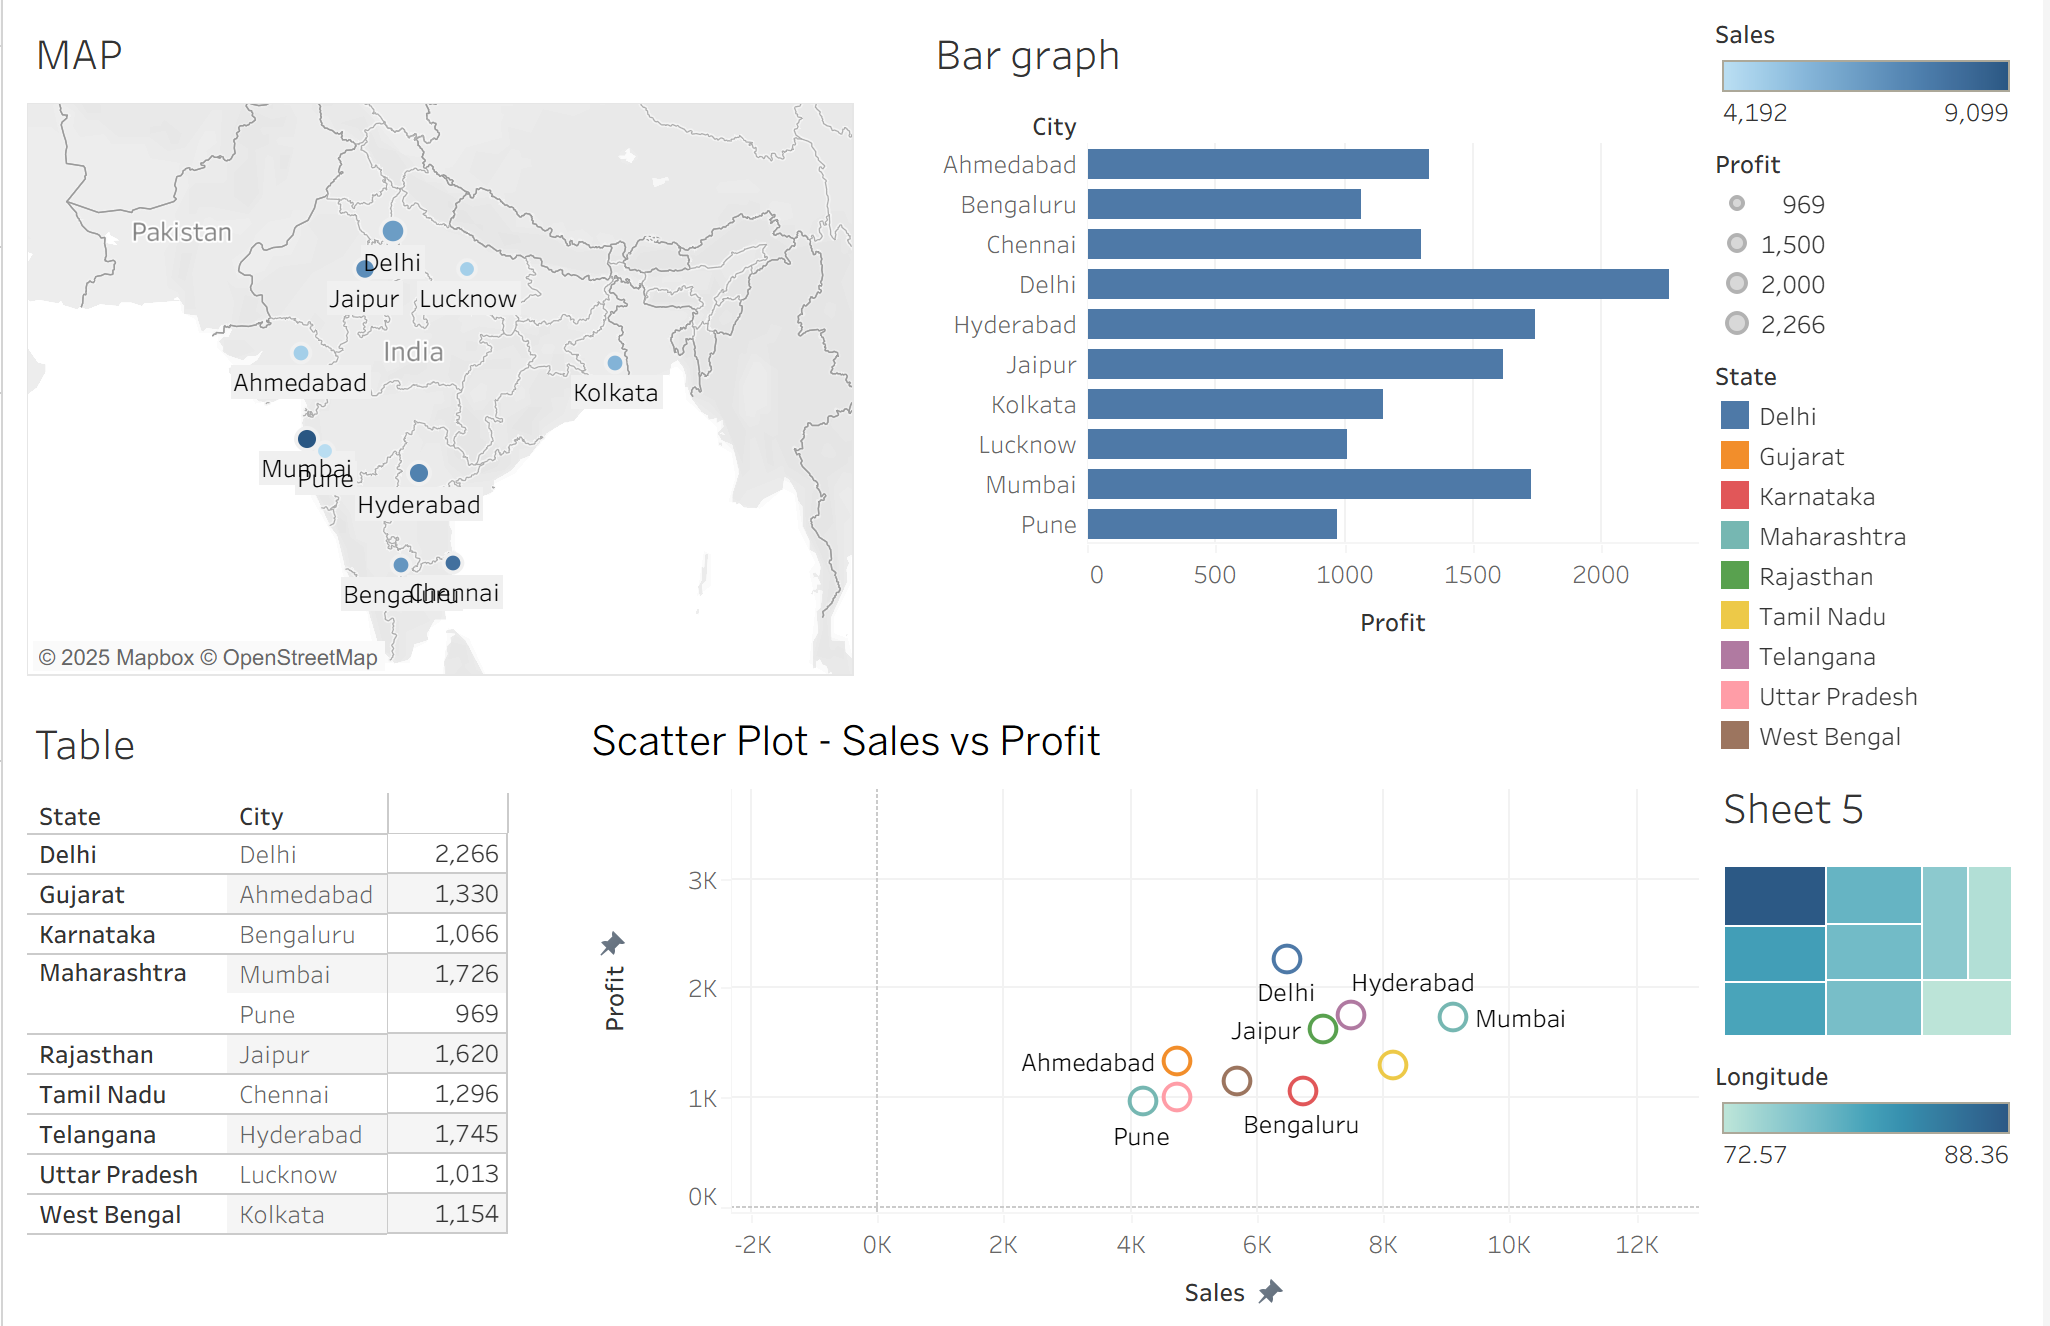 MAP
Pakistan
Delhi
Jaipur Lucknow
India
Ahmedabad
Kolkata
Mumbai
Pune
Hyderabad
Bengaluru
Chennai
© 2025 Mapbox © OpenStreetMap
Bar graph
City
Ahmedabad
Bengaluru
Chennai
Delhi
Hyderabad
Jaipur
Kolkata
Lucknow
Mumbai
Pune
0 500 1000 1500 2000
Profit
Sales
4,192 9,099
Profit
969
1,500
2,000
2,266
State
Delhi
Gujarat
Karnataka
Maharashtra
Rajasthan
Tamil Nadu
Telangana
Uttar Pradesh
West Bengal
Table
State City
Delhi Delhi 2,266
Gujarat Ahmedabad 1,330
Karnataka Bengaluru 1,066
Maharashtra Mumbai 1,726
Pune 969
Rajasthan Jaipur 1,620
Tamil Nadu Chennai 1,296
Telangana Hyderabad 1,745
Uttar Pradesh Lucknow 1,013
West Bengal Kolkata 1,154
Scatter Plot - Sales vs Profit
Profit
3K
2K
1K
0K
Delhi
Hyderabad
Jaipur
Mumbai
Ahmedabad
Pune
Bengaluru
-2K 0K 2K 4K 6K 8K 10K 12K
Sales
Sheet 5
Longitude
72.57 88.36